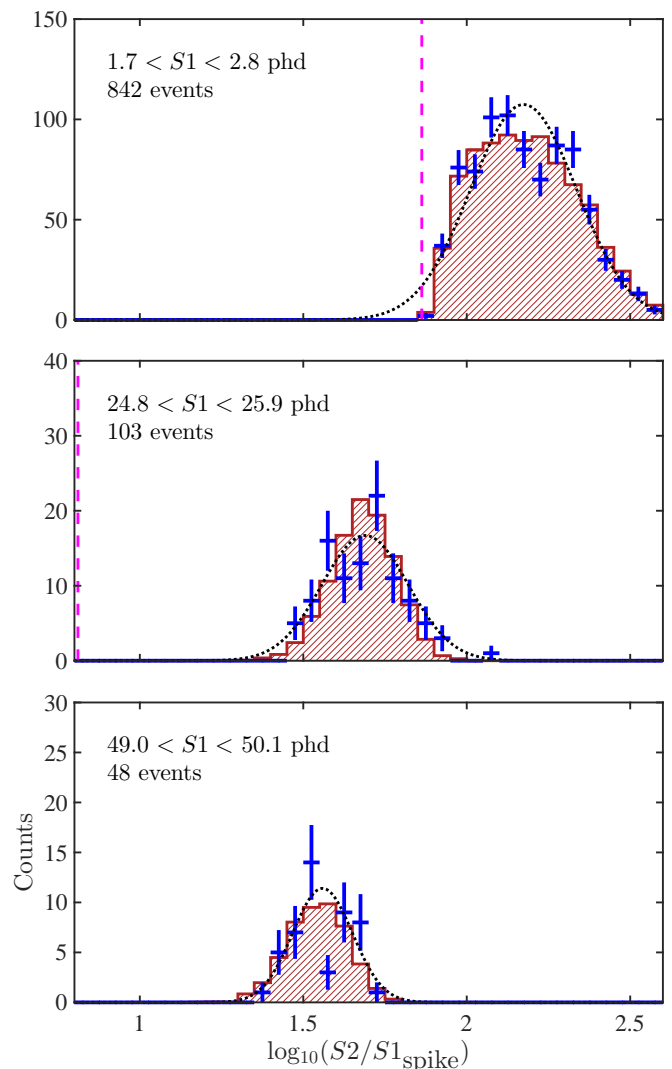 150
1.7 < S1 < 2.8 phd
842 events
100
50
0
40
24.8 < S1 < 25.9 phd
103 events
30
20
10
0
30
49.0 < S1 < 50.1 phd
48 events
25
20
15
10
5
0
Counts
1 1.5 2 2.5
log₁₀(S2/S1spike)